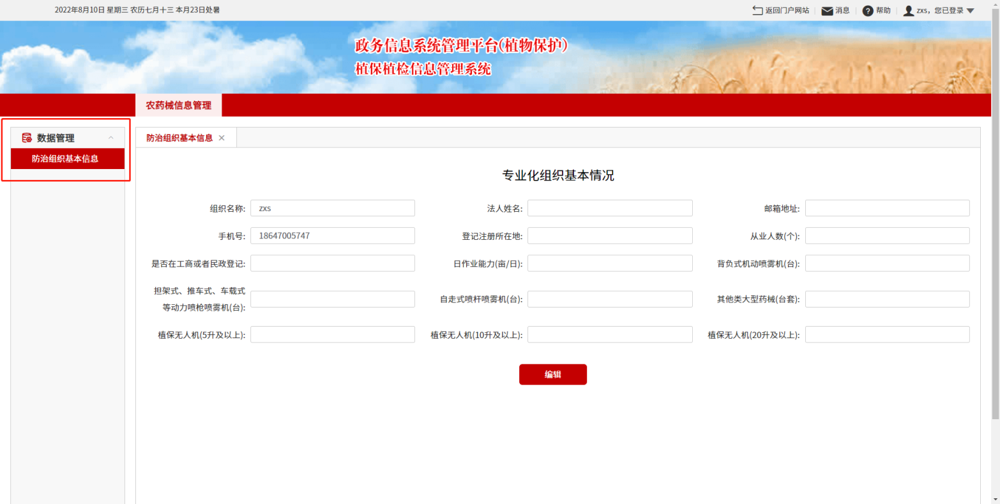 2022年8月10日 星期三 农历七月十三 本月23日处暑
返回门户网站 消息 帮助 zxs，您已登录
政务信息系统管理平台(植物保护)
植保植检信息管理系统
农药械信息管理
数据管理
防治组织基本信息
防治组织基本信息
专业化组织基本情况
组织名称: zxs 法人姓名: 邮箱地址:
手机号: 18647005747 登记注册所在地: 从业人数(个):
是否在工商或者民政登记: 日作业能力(亩/日): 背负式机动喷雾机(台):
担架式、推车式、车载式
等动力喷枪喷雾机(台): 自走式喷杆喷雾机(台): 其他类大型药械(台套):
植保无人机(5升及以上): 植保无人机(10升及以上): 植保无人机(20升及以上):
编辑